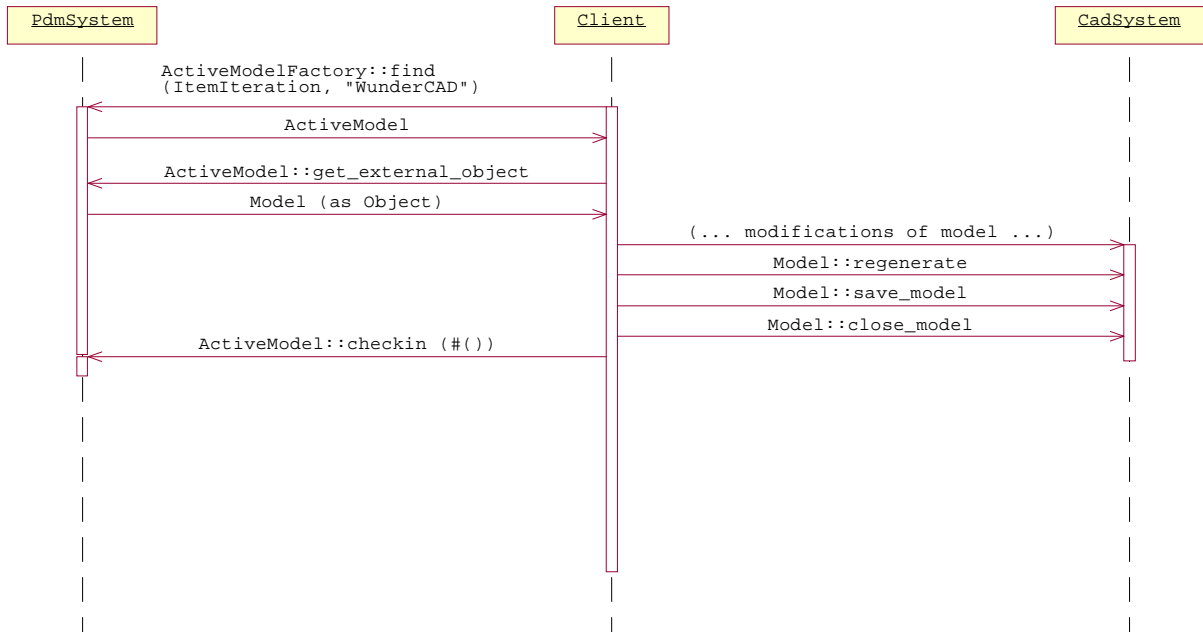 PdmSystem
Client
CadSystem
ActiveModelFactory::find
(ItemIteration, "WunderCAD")
ActiveModel
ActiveModel::get_external_object
Model (as Object)
(... modifications of model ...)
Model::regenerate
Model::save_model
Model::close_model
ActiveModel::checkin (#())